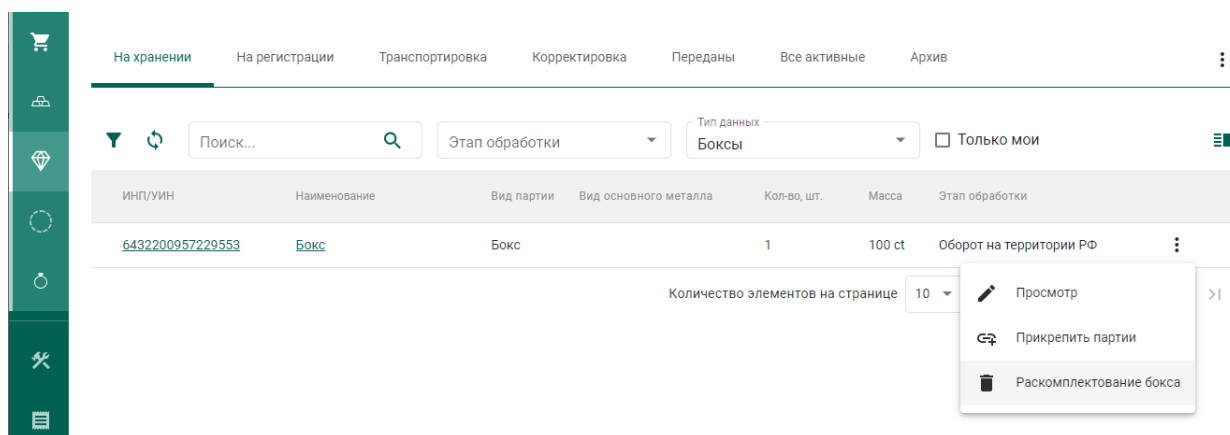 На хранении На регистрации Транспортировка Корректировка Переданы Все активные Архив
Поиск... Этап обработки Тип данных Боксы Только мои
ИНП/УИН Наименование Вид партии Вид основного металла Кол-во, шт. Масса Этап обработки
6432200957229553 Бокс Бокс 1 100 ct Оборот на территории РФ
Количество элементов на странице 10
Просмотр
Прикрепить партии
Раскомплектование бокса